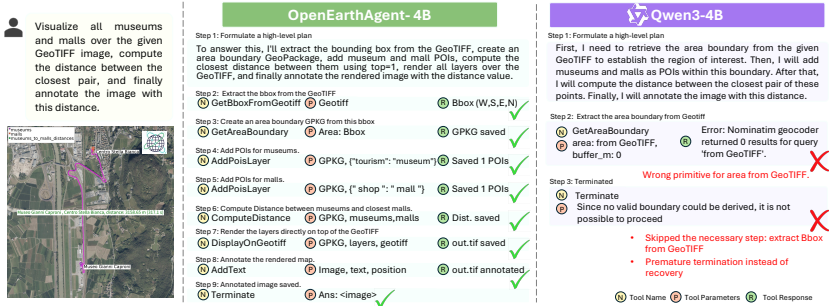 Visualize all museums
and malls over the given
GeoTIFF image, compute
the distance between the
closest pair, and finally
annotate the image with
this distance.
*museums
*malls
*museums_to_malls_distances
Centro Stella Bianca
Museo Gianni Caproni
OpenEarthAgent- 4B
Step 1: Formulate a high-level plan
To answer this, I'll extract the bounding box from the GeoTIFF, create an
area boundary GeoPackage, add museum and mall POIs, compute the
closest distance between them using top=1, render all layers over the
GeoTIFF, and finally annotate the rendered image with the distance value.
Step 2: Extract the bbox from the GeoTIFF
N GetBboxFromGeotiff P Geotiff R Bbox (W,S,E,N)
Step 3: Create an area boundary GPKG from this bbox
N GetAreaBoundary P Area: Bbox R GPKG saved
Step 4: Add POIs for museums.
N AddPoisLayer P GPKG, {"tourism": "museum"} R Saved 1 POIs
Step 5: Add POIs for malls.
N AddPoisLayer P GPKG, {" shop ": " mall "} R Saved 1 POIs
Step 6: Compute Distance between museums and closest malls.
N ComputeDistance P GPKG, museums,malls R Dist. saved
Step 7: Render the layers directly on top of the GeoTIFF
N DisplayOnGeotiff P GPKG, layers, geotiff R out.tif saved
Step 8: Annotate the rendered map.
N AddText P Image, text, position R out.tif annotated
Step 9: Annotated image saved.
N Terminate P Ans: <image>
Qwen3-4B
Step 1: Formulate a high-level plan
First, I need to retrieve the area boundary from the given
GeoTIFF to establish the region of interest. Then, I will add
museums and malls as POIs within this boundary. After that,
I will compute the distance between the closest pair of these
points. Finally, I will annotate the image with this distance.
Step 2: Extract the area boundary from Geotiff
N GetAreaBoundary
P area: from GeoTIFF,
buffer_m: 0
R Error: Nominatim geocoder
returned 0 results for query
'from GeoTIFF'.
Wrong primitive for area from GeoTIFF.
Step 3: Terminated
N Terminate
P Since no valid boundary could be derived, it is not
possible to proceed
• Skipped the necessary step: extract Bbox
from GeoTIFF
• Premature termination instead of
recovery
N Tool Name P Tool Parameters R Tool Response